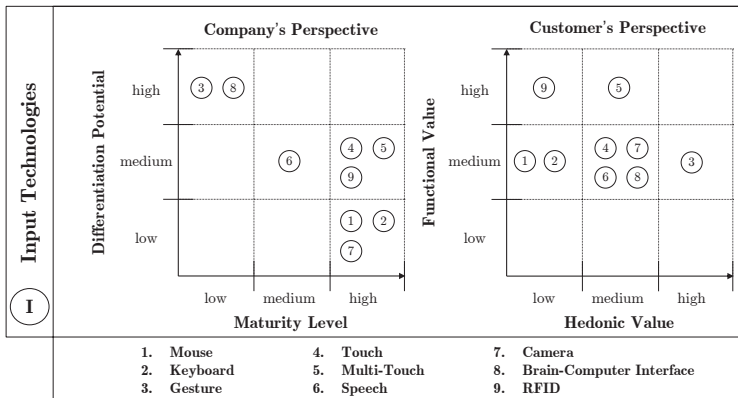 Input Technologies
I
Company's Perspective
Differentiation Potential
high
3 8
medium
6 4 5
9
low
1 2
7
low medium high
Maturity Level
Customer's Perspective
Functional Value
high
9 5
medium
1 2 4 7 3
6 8
low
low medium high
Hedonic Value
1. Mouse
2. Keyboard
3. Gesture
4. Touch
5. Multi-Touch
6. Speech
7. Camera
8. Brain-Computer Interface
9. RFID